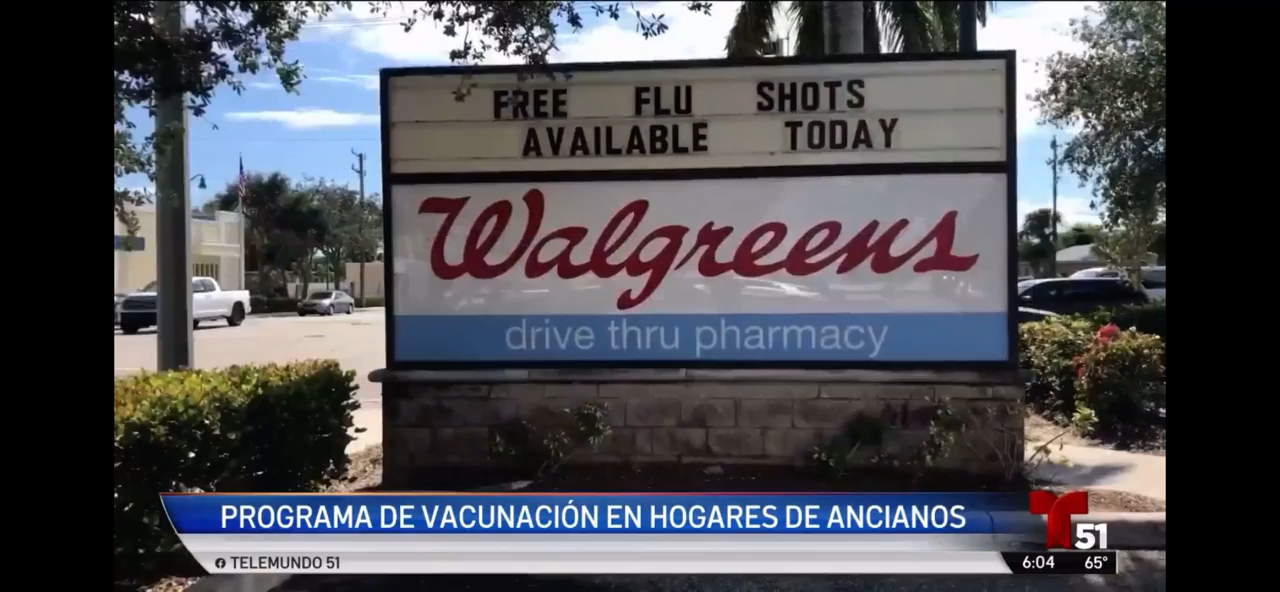 FREE FLU SHOTS
AVAILABLE TODAY
Walgreens
drive thru pharmacy
PROGRAMA DE VACUNACIÓN EN HOGARES DE ANCIANOS
TELEMUNDO 51
T
51
6:04 65°